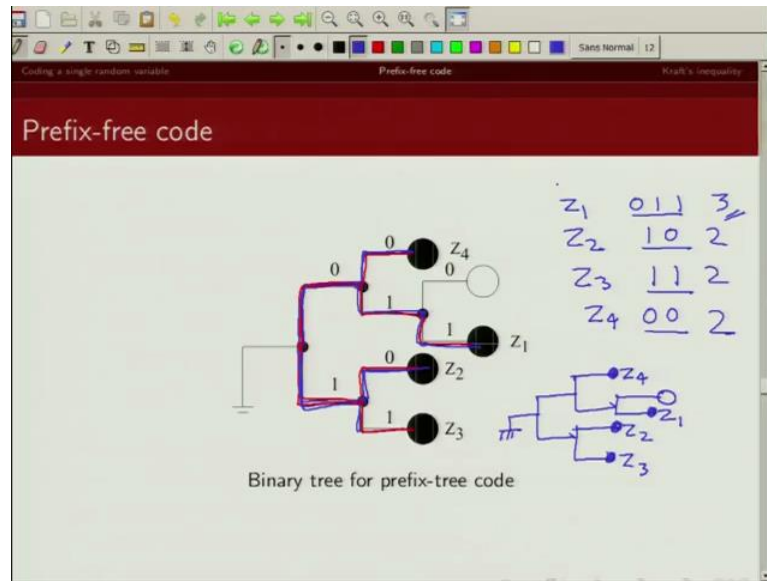 T Sans Normal 12
Coding a single random variable Prefix-free code Kraft's inequality
Prefix-free code
0 Z4
0 0
1
1 Z1
0 Z2
1
1 Z3
Binary tree for prefix-tree code
Z1 011 3
Z2 10 2
Z3 11 2
Z4 00 2
Z4
Z1
Z2
Z3